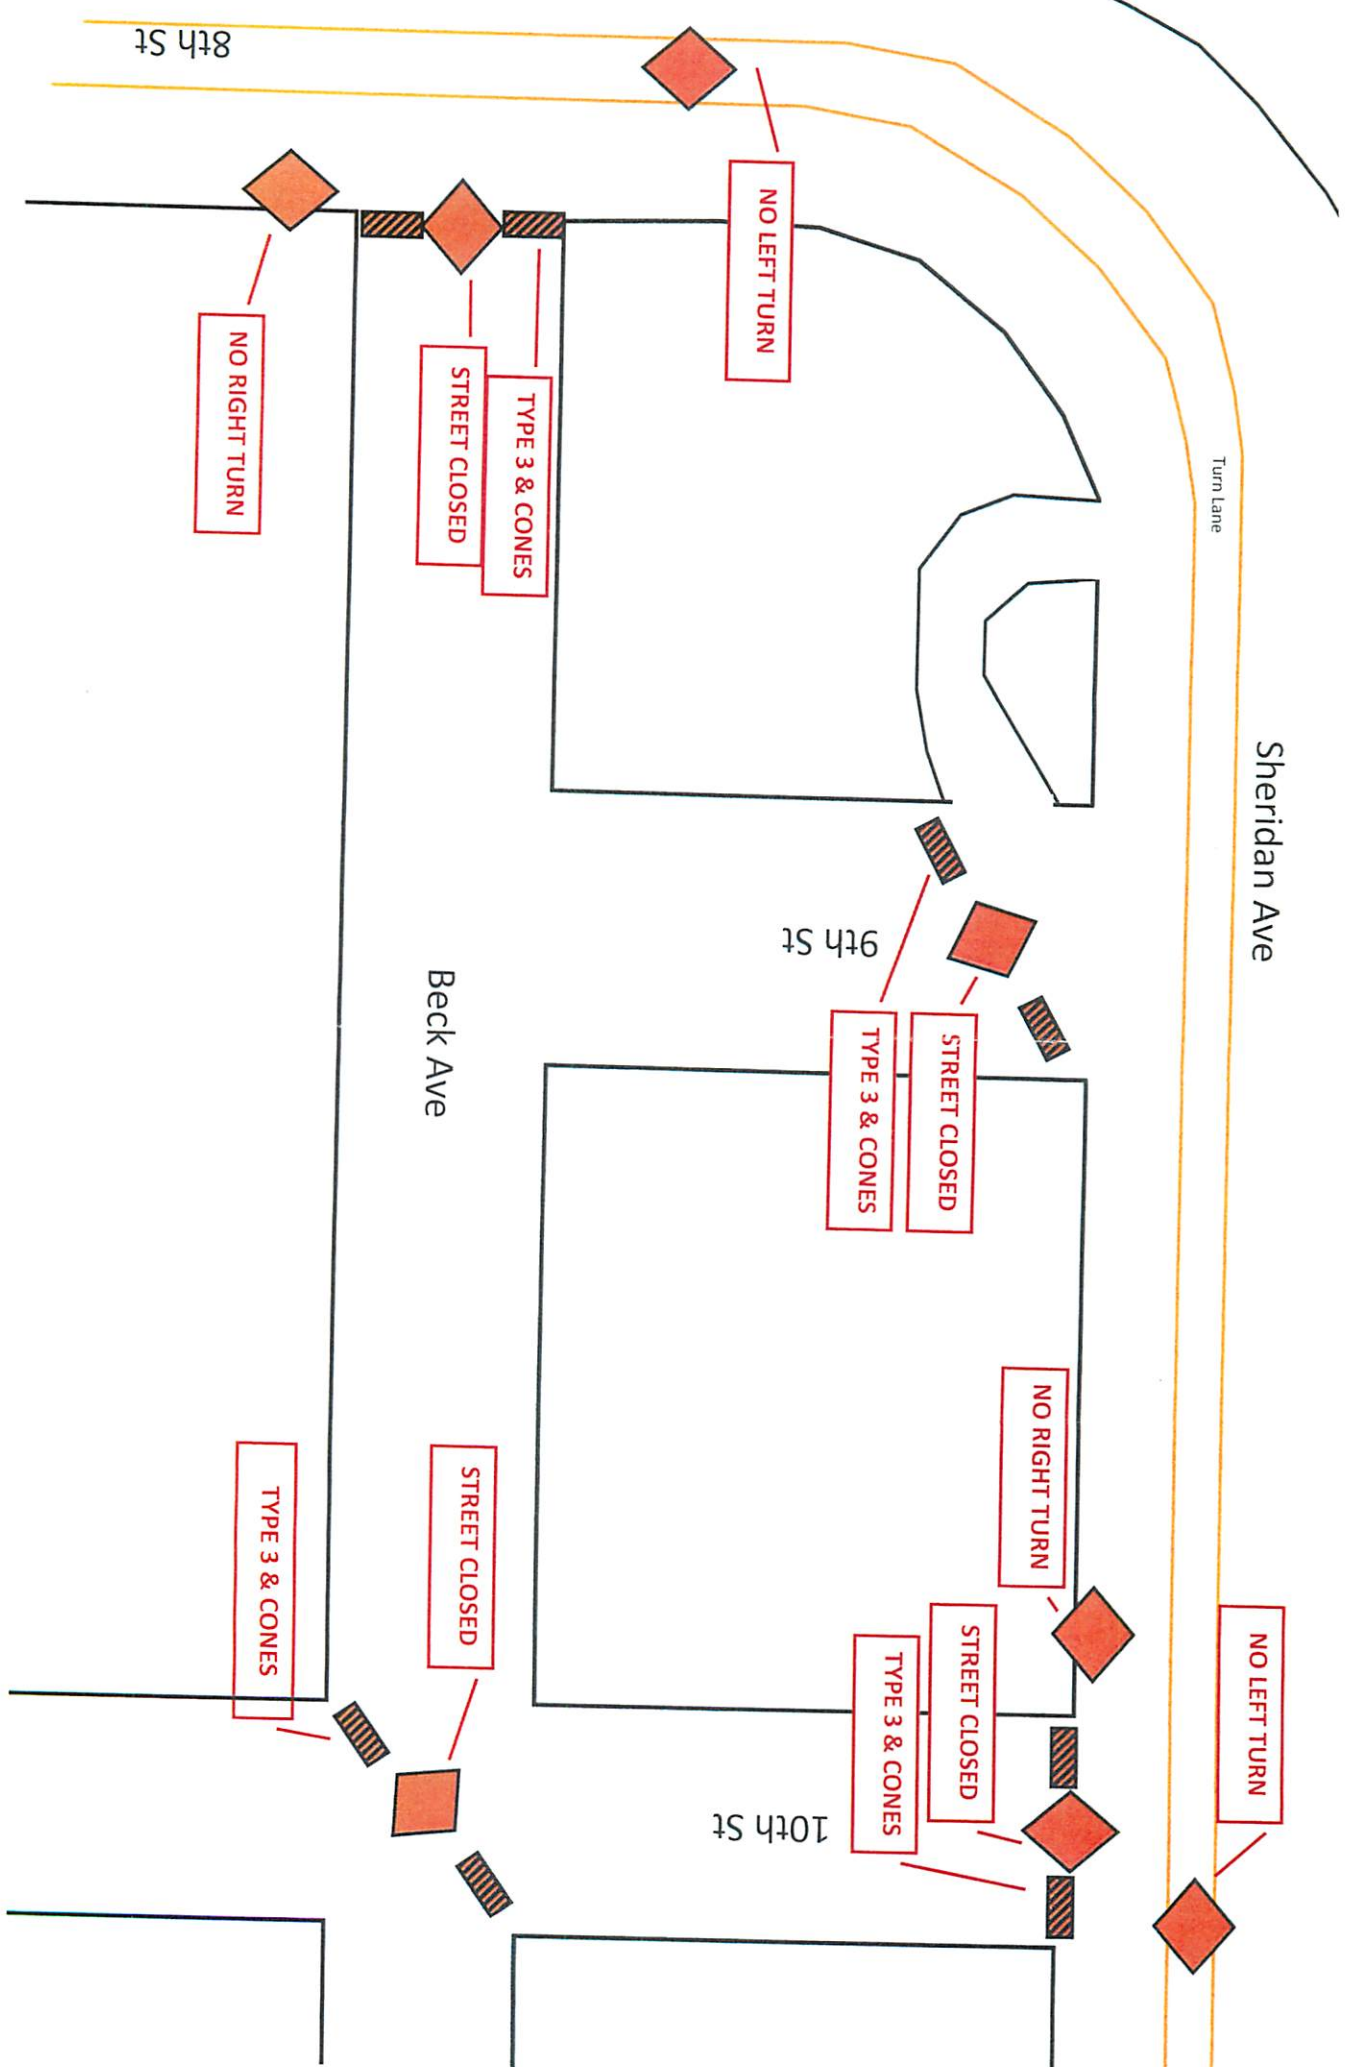 8th St
NO LEFT TURN
NO RIGHT TURN
STREET CLOSED
TYPE 3 & CONES
Turn Lane
Sheridan Ave
9th St
Beck Ave
TYPE 3 & CONES
STREET CLOSED
NO RIGHT TURN
TYPE 3 & CONES
STREET CLOSED
10th St
TYPE 3 & CONES
STREET CLOSED
NO LEFT TURN